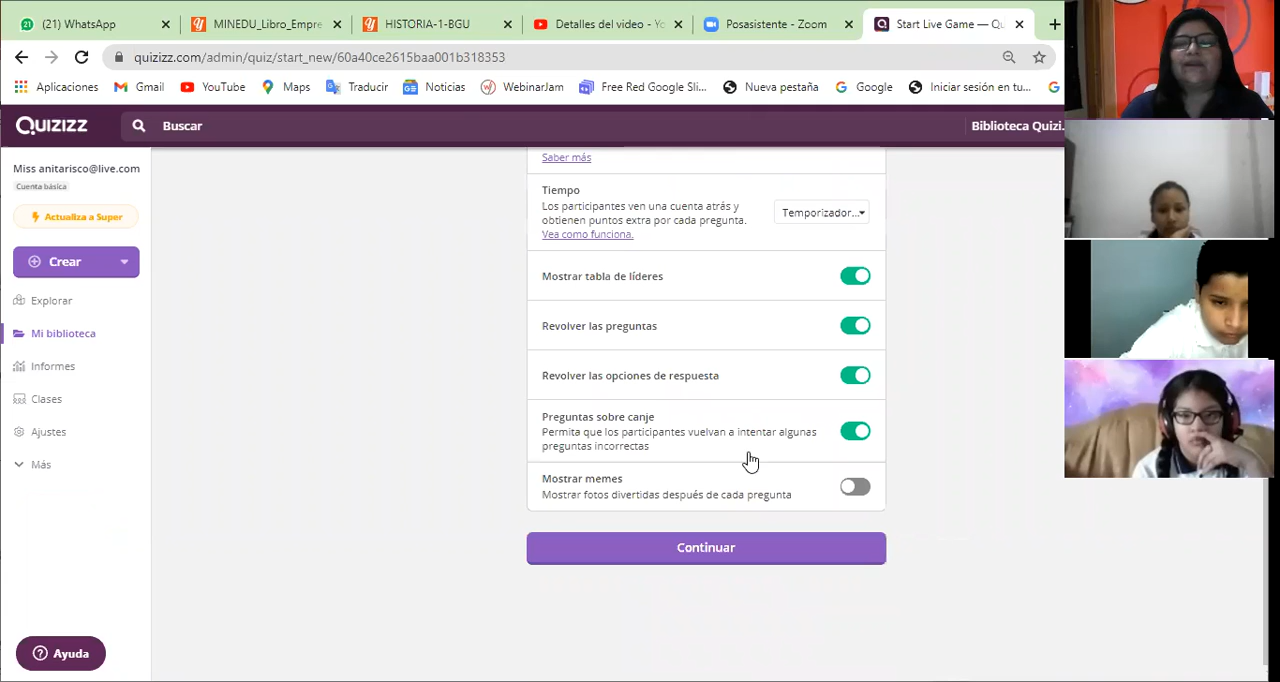 (21) WhatsApp
MINEDU_Libro_Empre
HISTORIA-1-BGU
Detalles del video - Yo
Posasistente - Zoom
Start Live Game — Qu
quizizz.com/admin/quiz/start_new/60a40ce2615baa001b318353
Aplicaciones
Gmail
YouTube
Maps
Traducir
Noticias
WebinarJam
Free Red Google Sli...
Nueva pestaña
Google
Iniciar sesión en tu...
QUIZIZZ
Buscar
Biblioteca Quizi.
Miss anitarisco@live.com
Cuenta básica
Actualiza a Super
Crear
Explorar
Mi biblioteca
Informes
Clases
Ajustes
Más
Ayuda
Saber más
Tiempo
Los participantes ven una cuenta atrás y
obtienen puntos extra por cada pregunta.
Vea como funciona.
Temporizador...
Mostrar tabla de líderes
Revolver las preguntas
Revolver las opciones de respuesta
Preguntas sobre canje
Permita que los participantes vuelvan a intentar algunas
preguntas incorrectas
Mostrar memes
Mostrar fotos divertidas después de cada pregunta
Continuar